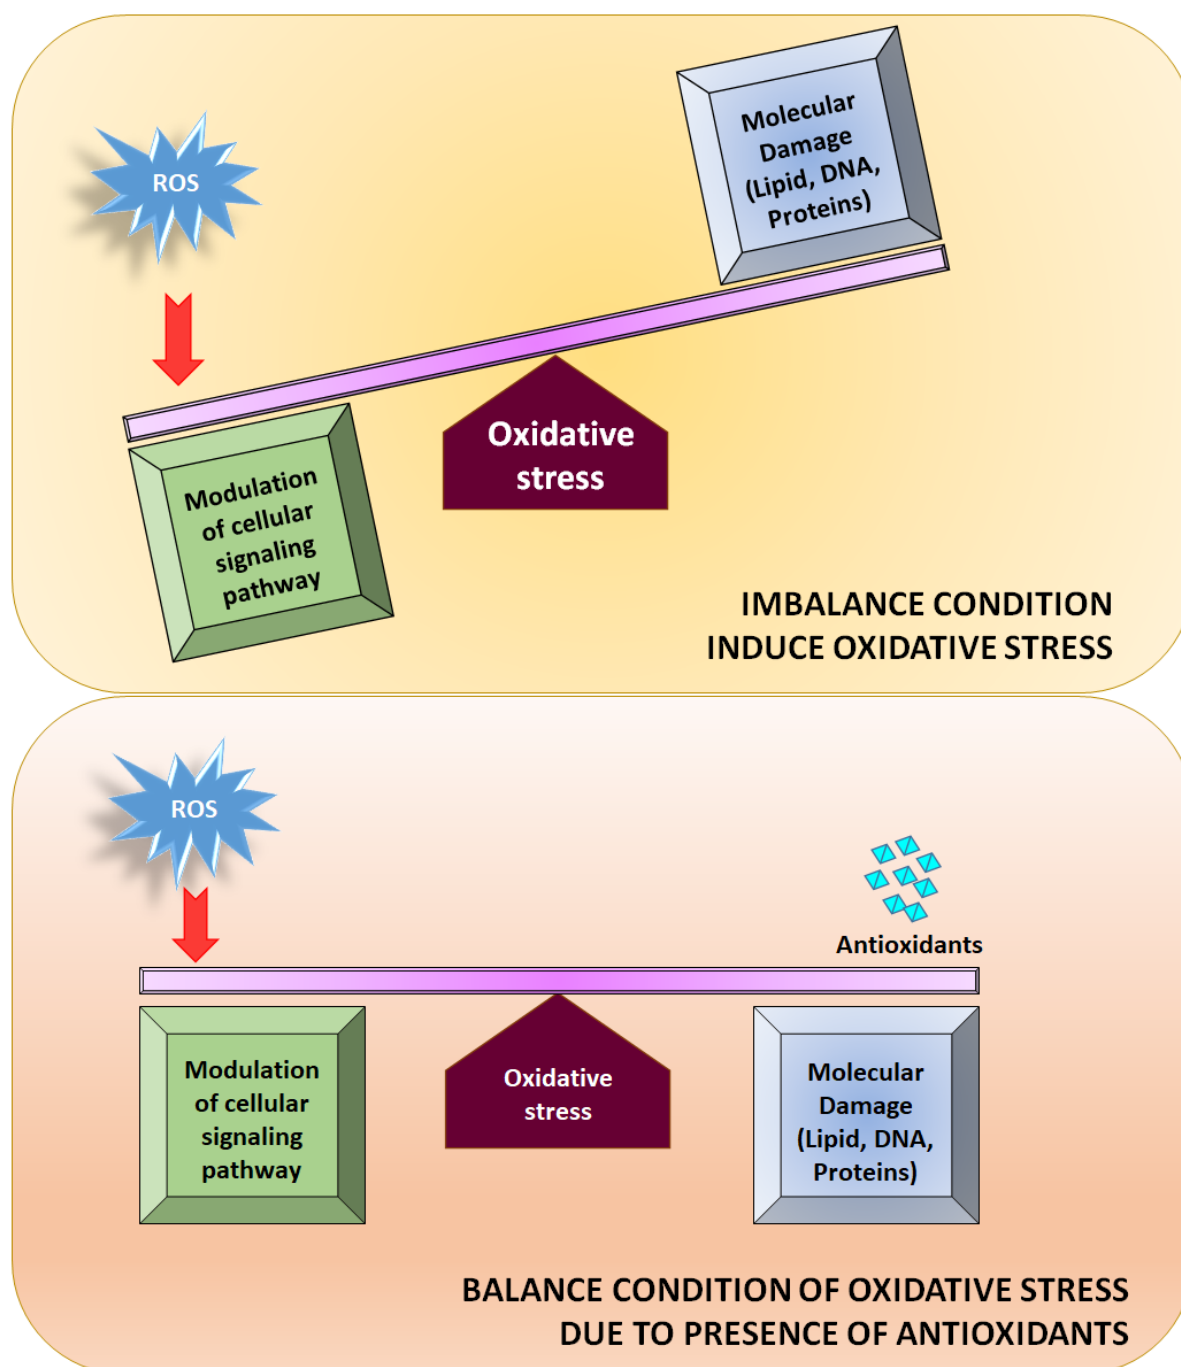 ROS
Molecular
Damage
(Lipid, DNA,
Proteins)
Oxidative
stress
Modulation
of cellular
signaling
pathway
IMBALANCE CONDITION
INDUCE OXIDATIVE STRESS
ROS
Antioxidants
Modulation
of cellular
signaling
pathway
Oxidative
stress
Molecular
Damage
(Lipid, DNA,
Proteins)
BALANCE CONDITION OF OXIDATIVE STRESS
DUE TO PRESENCE OF ANTIOXIDANTS